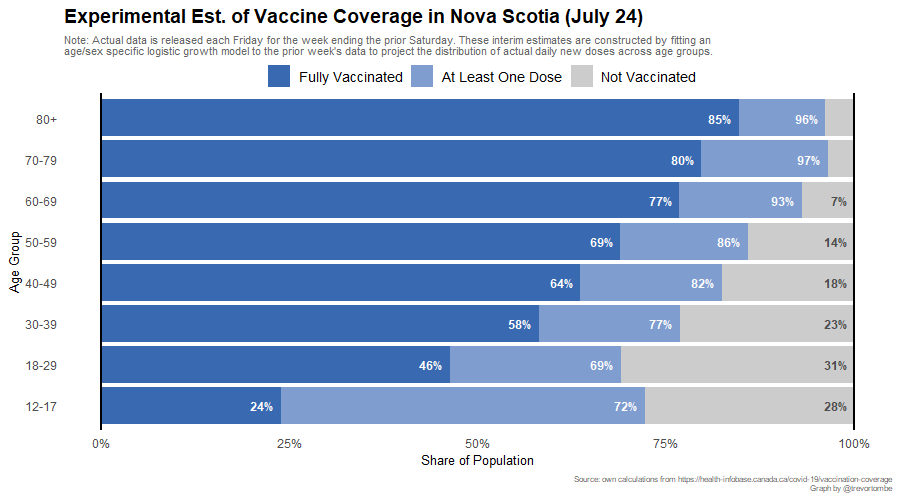 Experimental Est. of Vaccine Coverage in Nova Scotia (July 24)
Note: Actual data is released each Friday for the week ending the prior Saturday. These interim estimates are constructed by fitting an
age/sex specific logistic growth model to the prior week's data to project the distribution of actual daily new doses across age groups.
Fully Vaccinated At Least One Dose Not Vaccinated
80+ 85% 96%
70-79 80% 97%
60-69 77% 93% 7%
50-59 69% 86% 14%
40-49 64% 82% 18%
30-39 58% 77% 23%
18-29 46% 69% 31%
12-17 24% 72% 28%
Age Group
0% 25% 50% 75% 100%
Share of Population
Source: own calculations from https://health-infobase.canada.ca/covid-19/vaccination-coverage
Graph by @trevortombe